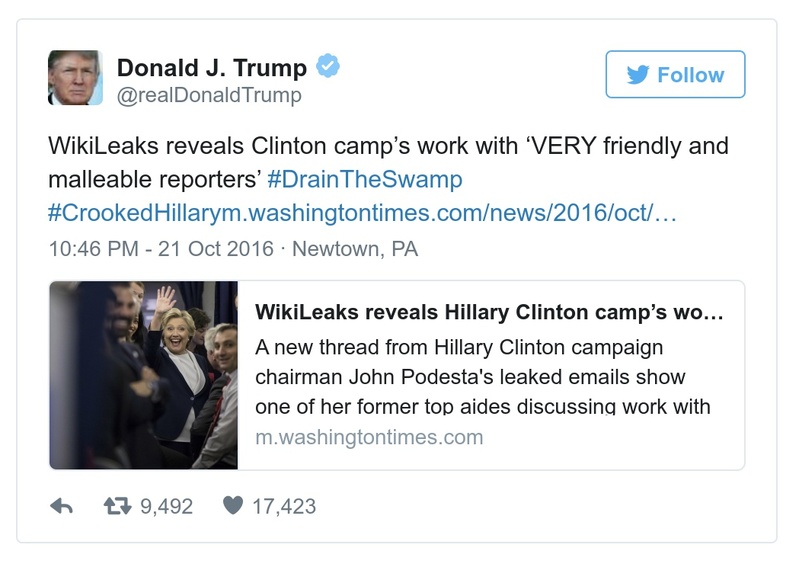 Donald J. Trump
@realDonaldTrump
Follow
WikiLeaks reveals Clinton camp’s work with ‘VERY friendly and
malleable reporters’ #DrainTheSwamp
#CrookedHillarym.washingtontimes.com/news/2016/oct/…
10:46 PM - 21 Oct 2016 · Newtown, PA
WikiLeaks reveals Hillary Clinton camp’s wo…
A new thread from Hillary Clinton campaign
chairman John Podesta's leaked emails show
one of her former top aides discussing work with
m.washingtontimes.com
9,492
17,423